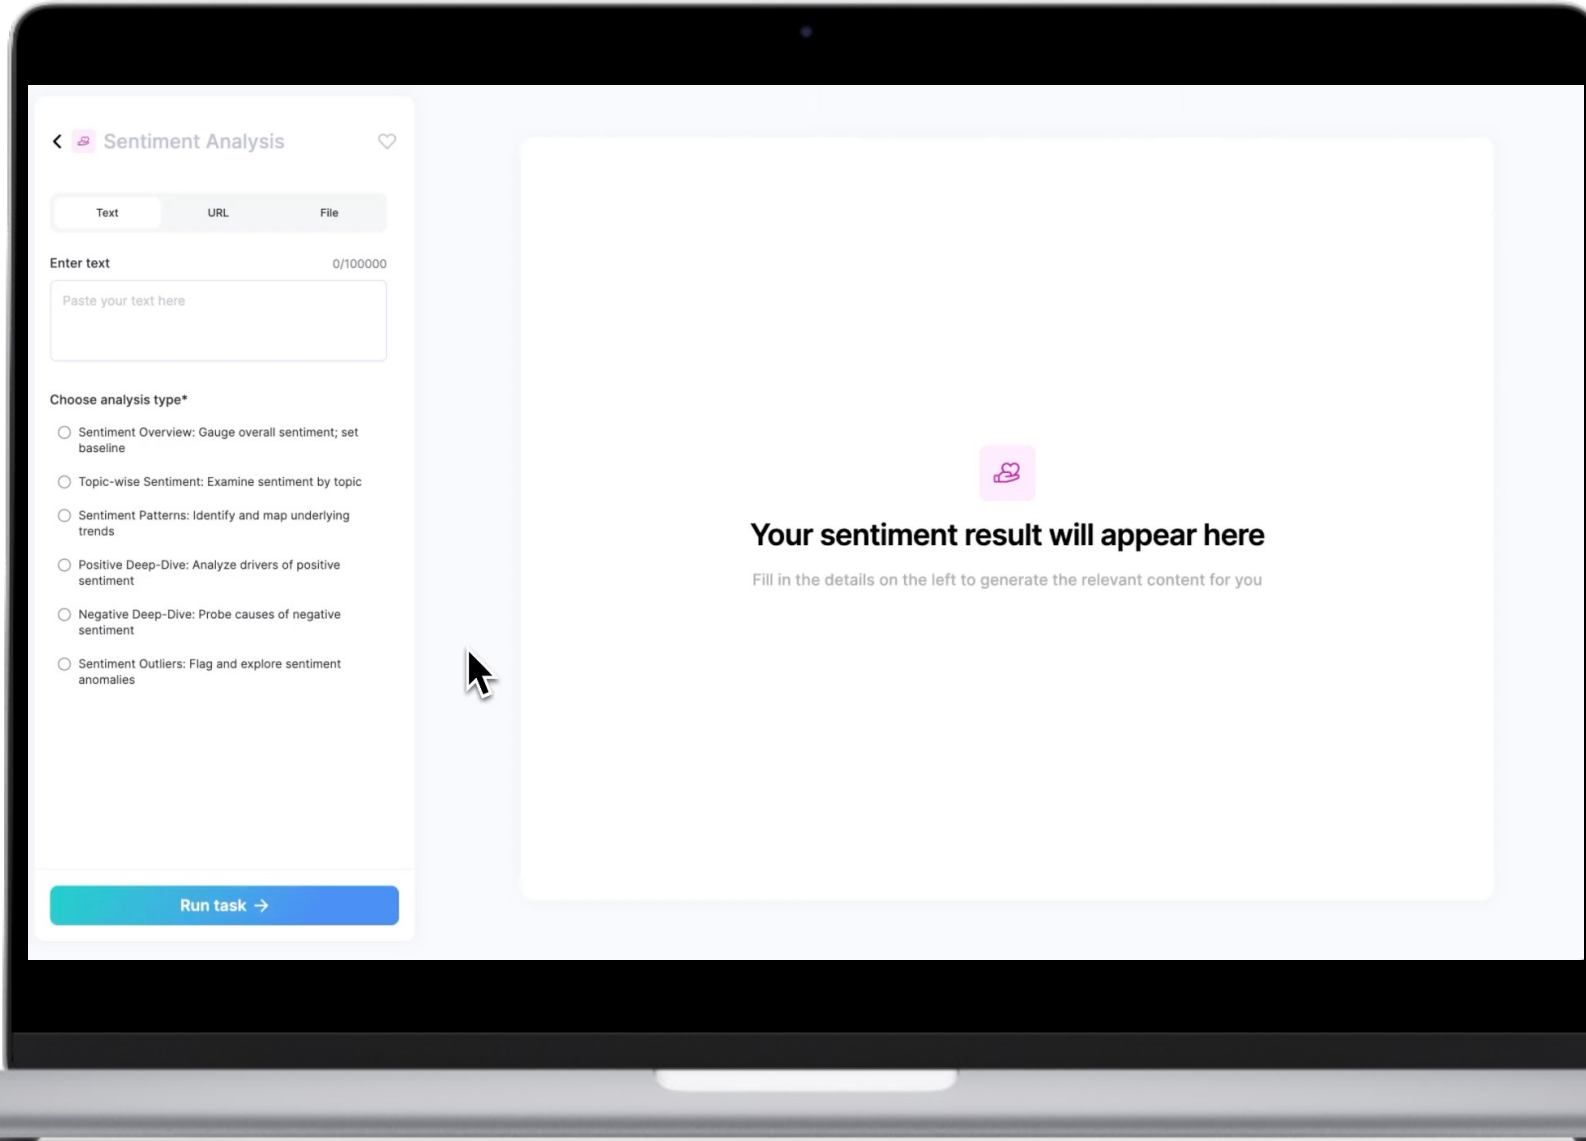 Sentiment Analysis
Text
URL
File
Enter text
0/100000
Paste your text here
Choose analysis type*
Sentiment Overview: Gauge overall sentiment; set
baseline
Topic-wise Sentiment: Examine sentiment by topic
Sentiment Patterns: Identify and map underlying
trends
Positive Deep-Dive: Analyze drivers of positive
sentiment
Negative Deep-Dive: Probe causes of negative
sentiment
Sentiment Outliers: Flag and explore sentiment
anomalies
Run task →
Your sentiment result will appear here
Fill in the details on the left to generate the relevant content for you